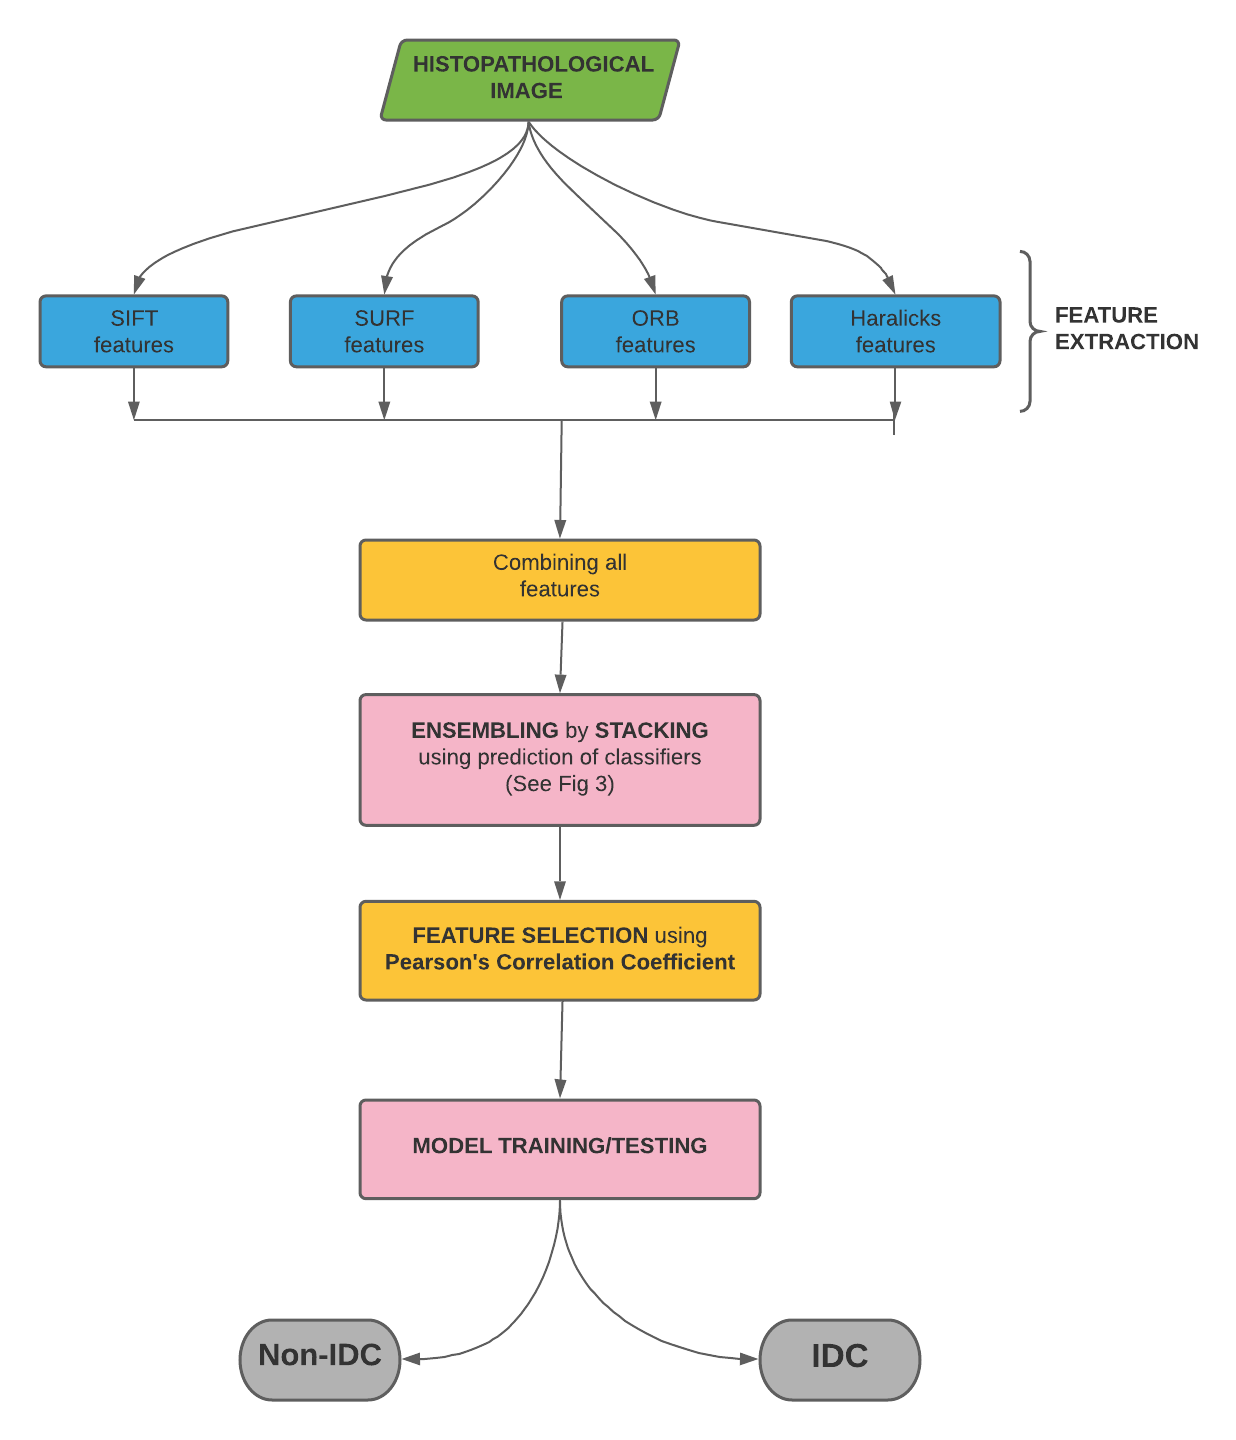 HISTOPATHOLOGICAL
IMAGE
SIFT
features
SURF
features
ORB
features
Haralicks
features
FEATURE
EXTRACTION
Combining all
features
ENSEMBLING by STACKING
using prediction of classifiers
(See Fig 3)
FEATURE SELECTION using
Pearson's Correlation Coefficient
MODEL TRAINING/TESTING
Non-IDC
IDC